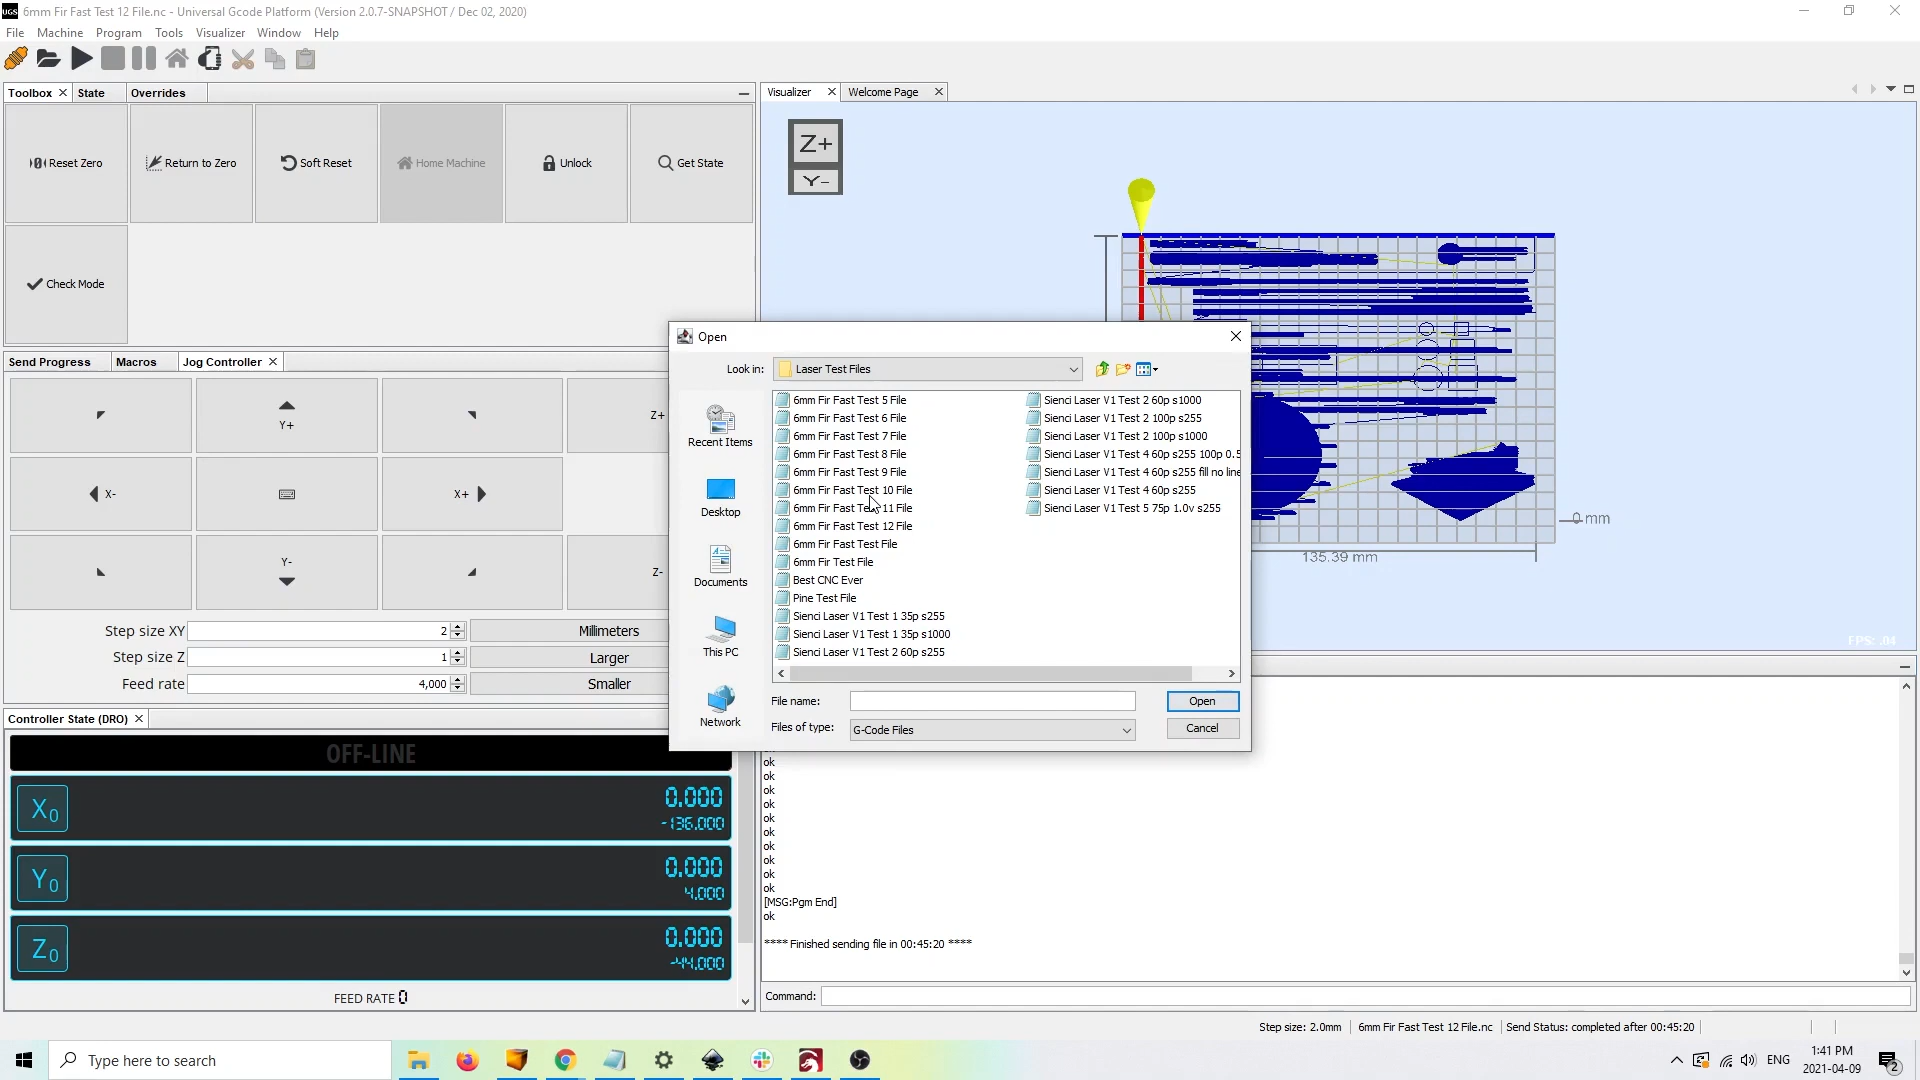 UGS 6mm Fir Fast Test 12 File.nc - Universal Gcode Platform (Version 2.0.7-SNAPSHOT / Dec 02, 2020)
File Machine Program Tools Visualizer Window Help
Toolbox State Overrides
Reset Zero
Return to Zero
Soft Reset
Home Machine
Unlock
Get State
Check Mode
Visualizer Welcome Page
Z+
Y-
0 mm
135.39 mm
FPS: .04
Send Progress Macros Jog Controller
Y+
Z+
X-
X+
Y-
Z-
Step size XY 2 Millimeters
Step size Z 1 Larger
Feed rate 4,000 Smaller
Controller State (DRO)
OFF-LINE
X0 0.000
-136.000
Y0 0.000
4.000
Z0 0.000
-44.000
FEED RATE 0
Open
Look in: Laser Test Files
Recent Items
Desktop
Documents
This PC
Network
6mm Fir Fast Test 5 File
6mm Fir Fast Test 6 File
6mm Fir Fast Test 7 File
6mm Fir Fast Test 8 File
6mm Fir Fast Test 9 File
6mm Fir Fast Test 10 File
6mm Fir Fast Test 11 File
6mm Fir Fast Test 12 File
6mm Fir Fast Test File
6mm Fir Test File
Best CNC Ever
Pine Test File
Sienci Laser V1 Test 1 35p s255
Sienci Laser V1 Test 1 35p s1000
Sienci Laser V1 Test 2 60p s255
Sienci Laser V1 Test 2 60p s1000
Sienci Laser V1 Test 2 100p s255
Sienci Laser V1 Test 2 100p s1000
Sienci Laser V1 Test 4 60p s255 100p 0.5
Sienci Laser V1 Test 4 60p s255 fill no line
Sienci Laser V1 Test 4 60p s255
Sienci Laser V1 Test 5 75p 1.0v s255
File name: Open
Files of type: G-Code Files Cancel
ok
ok
ok
ok
ok
ok
ok
ok
ok
ok
[MSG:Pgm End]
ok
**** Finished sending file in 00:45:20 ****
Command:
Step size: 2.0mm 6mm Fir Fast Test 12 File.nc Send Status: completed after 00:45:20
Type here to search
ENG
1:41 PM
2021-04-09
2